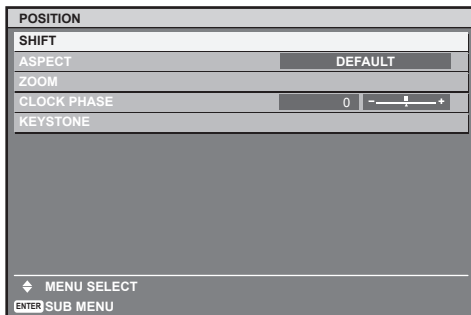 POSITION
SHIFT
ASPECT DEFAULT
ZOOM
CLOCK PHASE 0 - +
KEYSTONE
MENU SELECT
ENTER SUB MENU